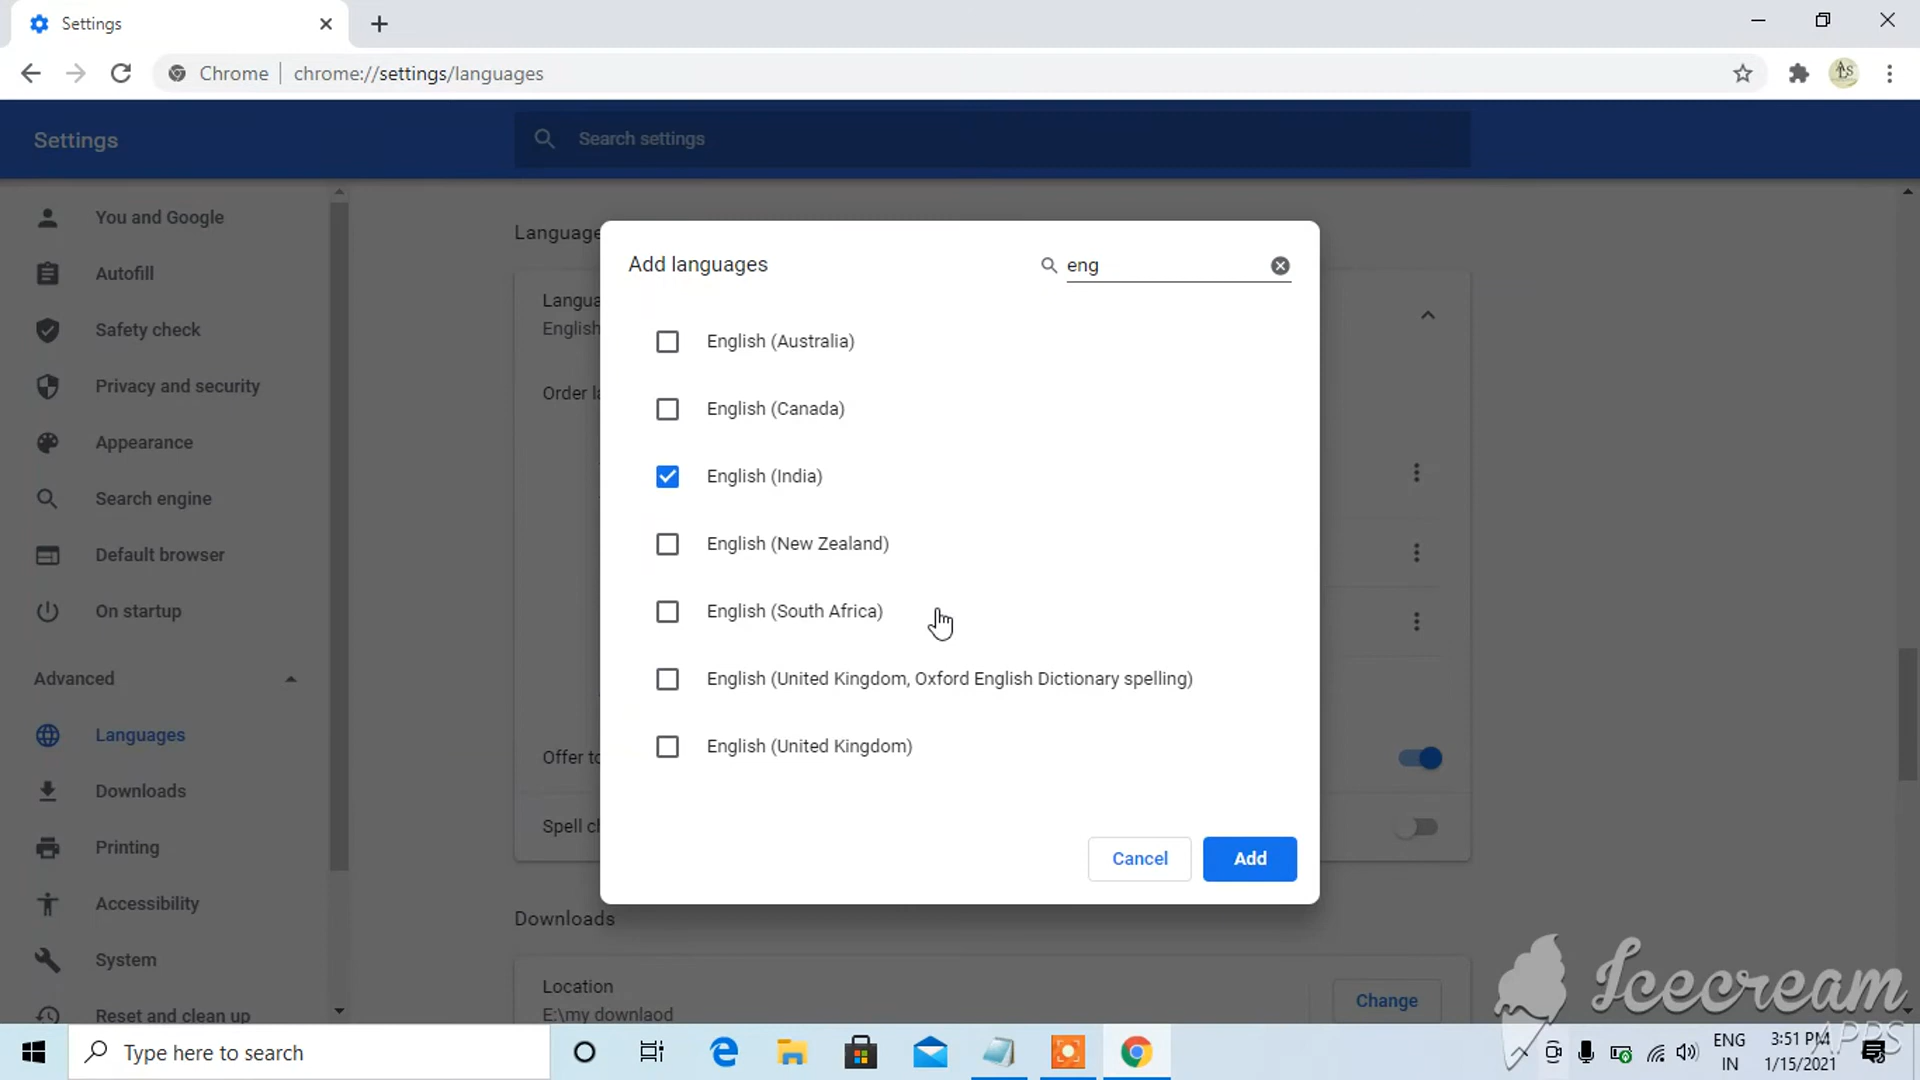 Settings
Chrome
chrome://settings/languages
Settings
Search settings
You and Google
Autofill
Safety check
Privacy and security
Appearance
Search engine
Default browser
On startup
Advanced
Languages
Downloads
Printing
Accessibility
System
Reset and clean up
Language
Langua
English
Order la
Offer to
Spell ch
Add languages
eng
English (Australia)
English (Canada)
English (India)
English (New Zealand)
English (South Africa)
English (United Kingdom, Oxford English Dictionary spelling)
English (United Kingdom)
Cancel
Add
Downloads
Location
E:\my downlaod
Change
Icecream
APPS
Type here to search
ENG
IN
3:51 PM
1/15/2021